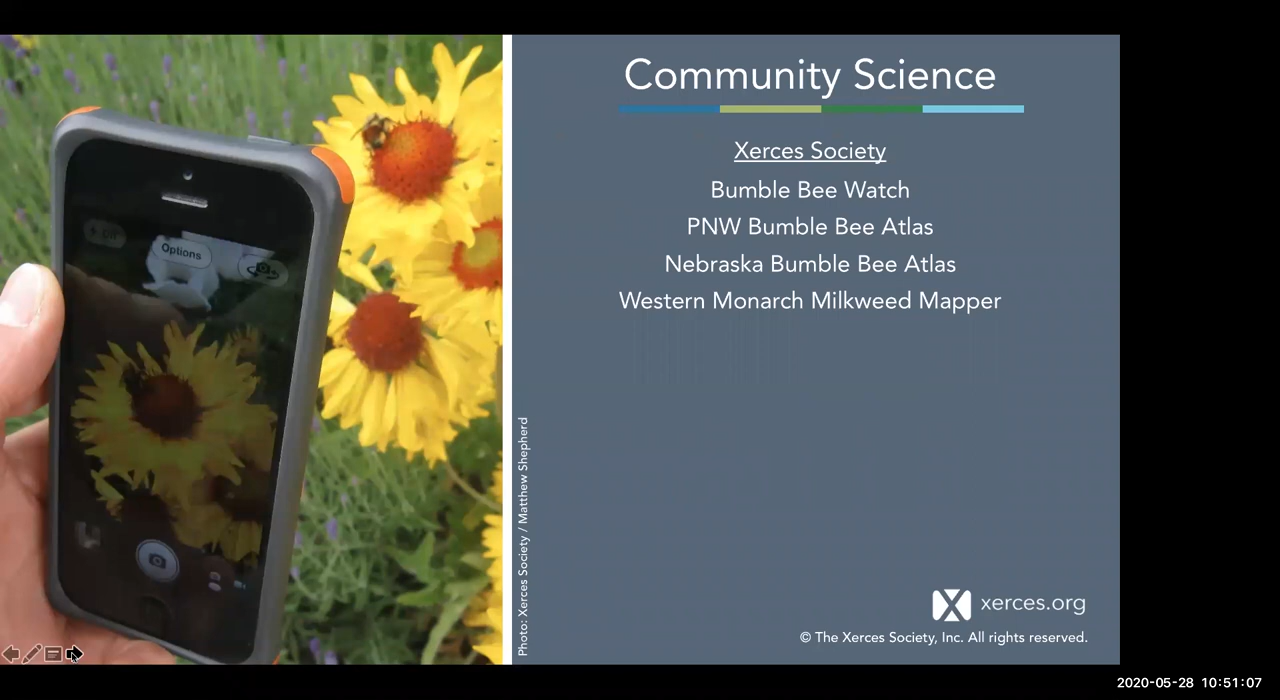 Community Science
Xerces Society
Bumble Bee Watch
PNW Bumble Bee Atlas
Nebraska Bumble Bee Atlas
Western Monarch Milkweed Mapper
Options
Photo: Xerces Society / Matthew Shepherd
xerces.org
© The Xerces Society, Inc. All rights reserved.
2020-05-28 10:51:07